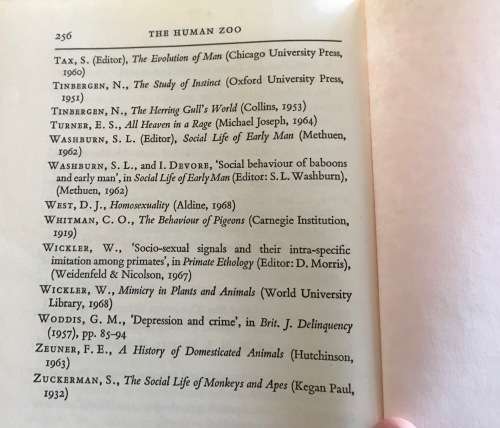 256 THE HUMAN ZOO
TAX, S. (Editor), The Evolution of Man (Chicago University Press,
1960)
TINBERGEN, N., The Study of Instinct (Oxford University Press,
1951)
TINBERGEN, N., The Herring Gull's World (Collins, 1953)
TURNER, E. S., All Heaven in a Rage (Michael Joseph, 1964)
WASHBURN, S. L. (Editor), Social Life of Early Man (Methuen,
1962)
WASHBURN, S. L., and I. DEVORE, 'Social behaviour of baboons
and early man', in Social Life of Early Man (Editor: S. L. Washburn),
(Methuen, 1962)
WEST, D. J., Homosexuality (Aldine, 1968)
WHITMAN, C. O., The Behaviour of Pigeons (Carnegie Institution,
1919)
WICKLER, W., 'Socio-sexual signals and their intra-specific
imitation among primates', in Primate Ethology (Editor: D. Morris),
(Weidenfeld & Nicolson, 1967)
WICKLER, W., Mimicry in Plants and Animals (World University
Library, 1968)
WODDIS, G. M., 'Depression and crime', in Brit. J. Delinquency
(1957), pp. 85-94
ZEUNER, F. E., A History of Domesticated Animals (Hutchinson,
1963)
ZUCKERMAN, S., The Social Life of Monkeys and Apes (Kegan Paul,
1932)